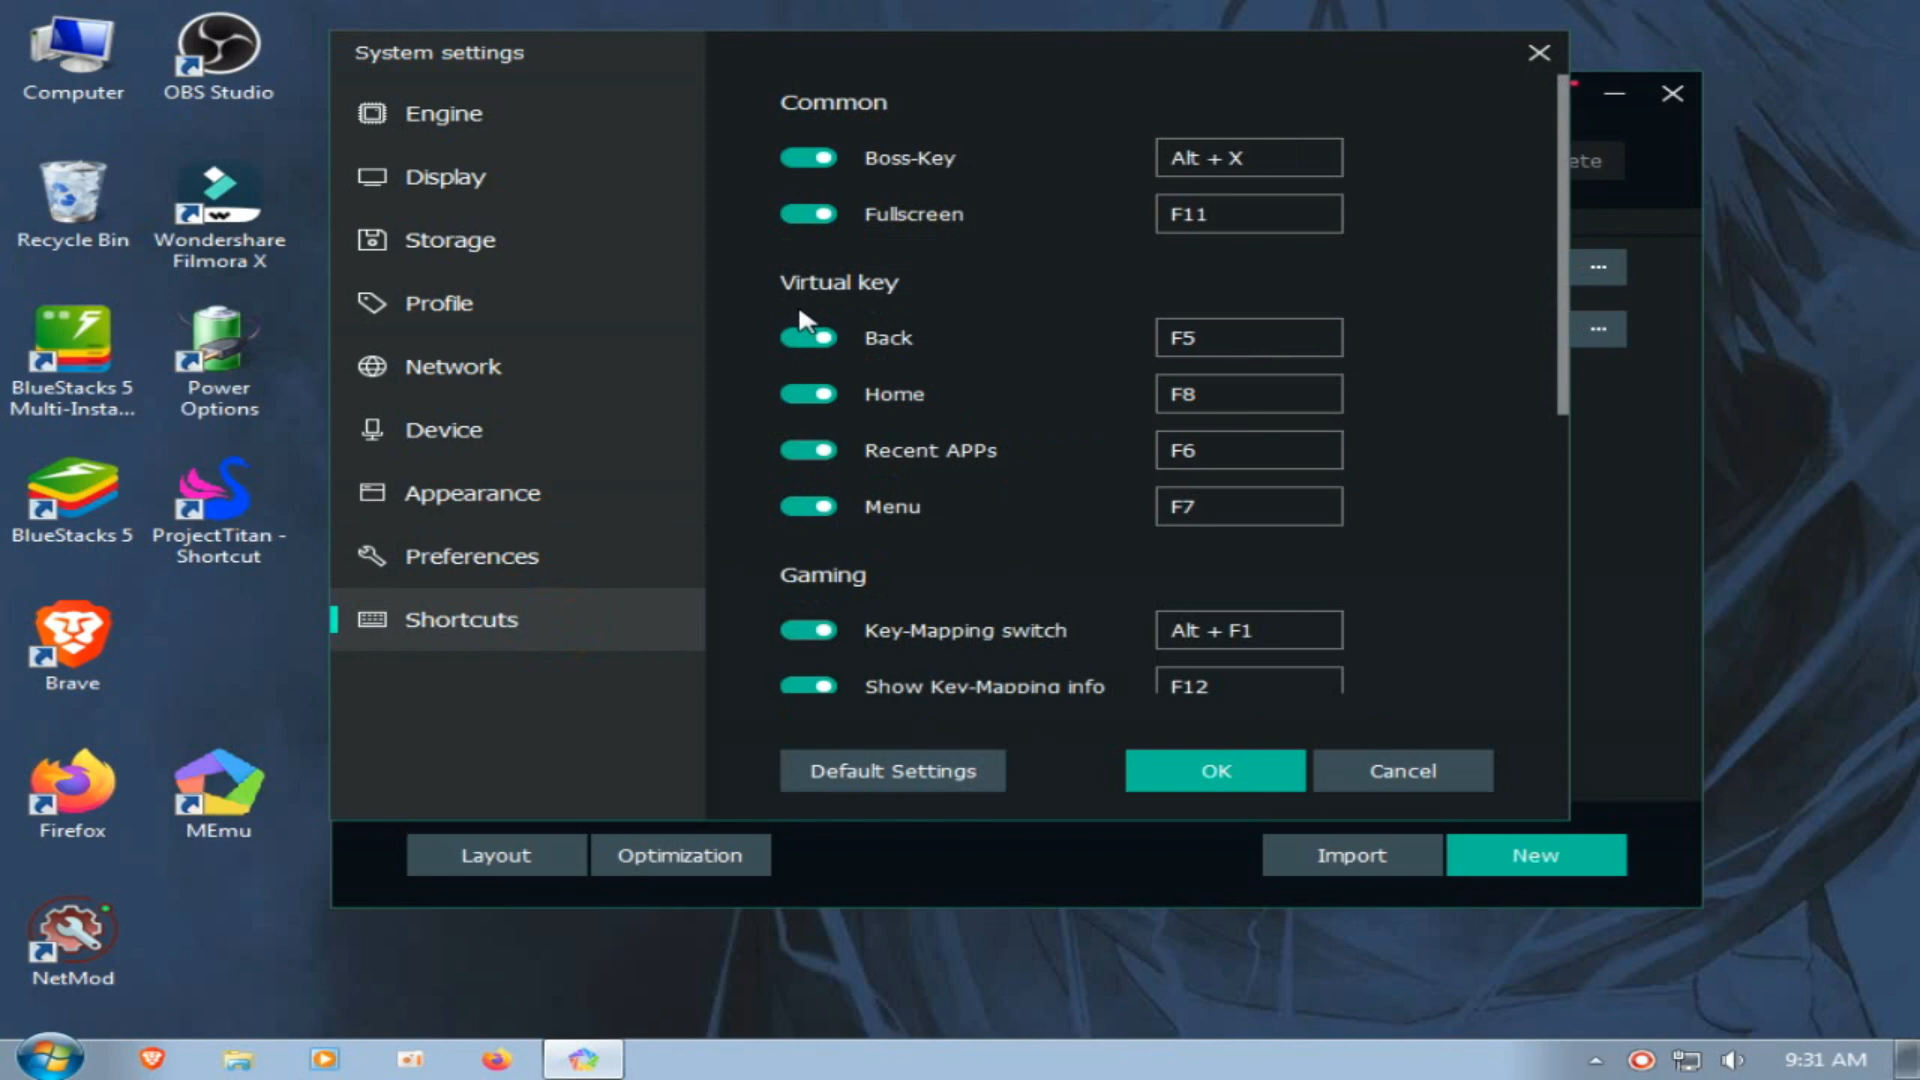 Computer
OBS Studio
Recycle Bin
Wondershare
Filmora X
BlueStacks 5
Multi-Insta...
Power
Options
BlueStacks 5
ProjectTitan -
Shortcut
Brave
Firefox
MEmu
NetMod
System settings
Engine
Display
Storage
Profile
Network
Device
Appearance
Preferences
Shortcuts
Common
Boss-Key
Alt + X
Fullscreen
F11
Virtual key
Back
F5
Home
F8
Recent APPs
F6
Menu
F7
Gaming
Key-Mapping switch
Alt + F1
Show Key-Mapping info
F12
Default Settings
OK
Cancel
ete
...
...
Layout
Optimization
Import
New
9:31 AM